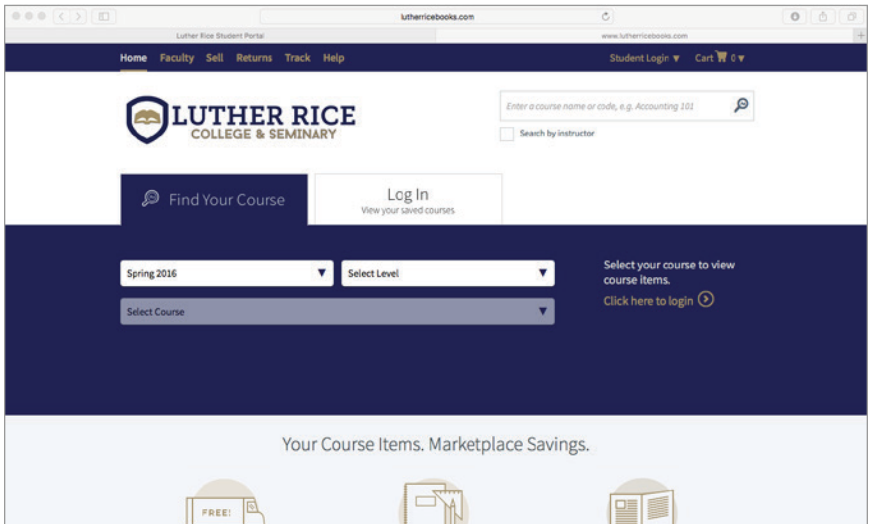 lutherricebooks.com
Luther Rice Student Portal
www.lutherricebooks.com
Home Faculty Sell Returns Track Help Student Login Cart 0
LUTHER RICE
COLLEGE & SEMINARY
Enter a course name or code, e.g. Accounting 101
Search by instructor
Find Your Course
Log In
View your saved courses
Spring 2016
Select Level
Select Course
Select your course to view
course items.
Click here to login
Your Course Items. Marketplace Savings.
FREE!